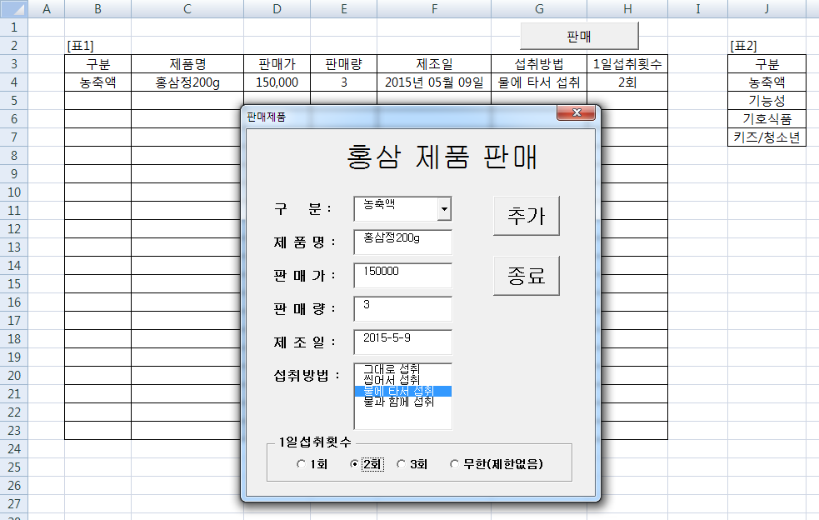 A B C D E F G H I J
1 판매
2 [표1] [표2]
3 구분 제품명 판매가 판매량 제조일 섭취방법 1일섭취횟수 구분
4 농축액 홍삼정200g 150,000 3 2015년 05월 09일 물에 타서 섭취 2회 농축액
5 기능성
6 기호식품
7 키즈/청소년
8
9
10
11
12
13
14
15
16
17
18
19
20
21
22
23
24
25
26
27
판매제품
홍삼 제품 판매
구 분 : 농축액
추가
제 품 명 : 홍삼정200g
판 매 가 : 150000
종료
판 매 량 : 3
제 조 일 : 2015-5-9
섭취방법 : 그대로 섭취
씹어서 섭취
물에 타서 섭취
물과 함께 섭취
1일섭취횟수
1회 2회 3회 무한(제한없음)